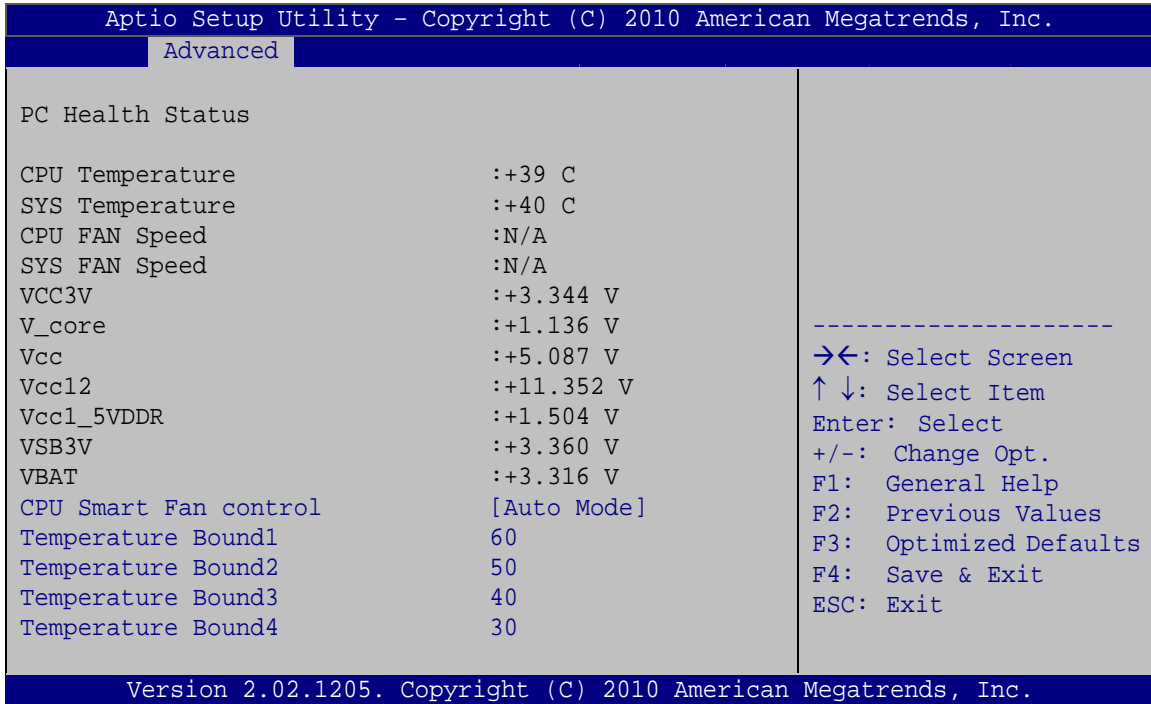 Aptio Setup Utility – Copyright (C) 2010 American Megatrends, Inc.
Advanced
PC Health Status
CPU Temperature :+39 C
SYS Temperature :+40 C
CPU FAN Speed :N/A
SYS FAN Speed :N/A
VCC3V :+3.344 V
V_core :+1.136 V
Vcc :+5.087 V
Vcc12 :+11.352 V
Vcc1_5VDDR :+1.504 V
VSB3V :+3.360 V
VBAT :+3.316 V
CPU Smart Fan control [Auto Mode]
Temperature Bound1 60
Temperature Bound2 50
Temperature Bound3 40
Temperature Bound4 30
---------------------
→←: Select Screen
↑ ↓: Select Item
Enter: Select
+/-: Change Opt.
F1: General Help
F2: Previous Values
F3: Optimized Defaults
F4: Save & Exit
ESC: Exit
Version 2.02.1205. Copyright (C) 2010 American Megatrends, Inc.